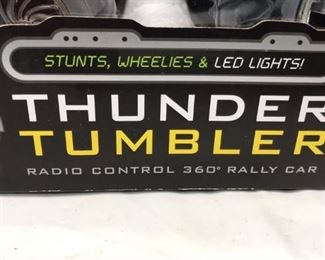 STUNTS, WHEELIES & LED LIGHTS!
THUNDER
TUMBLER
RADIO CONTROL 360° RALLY CAR